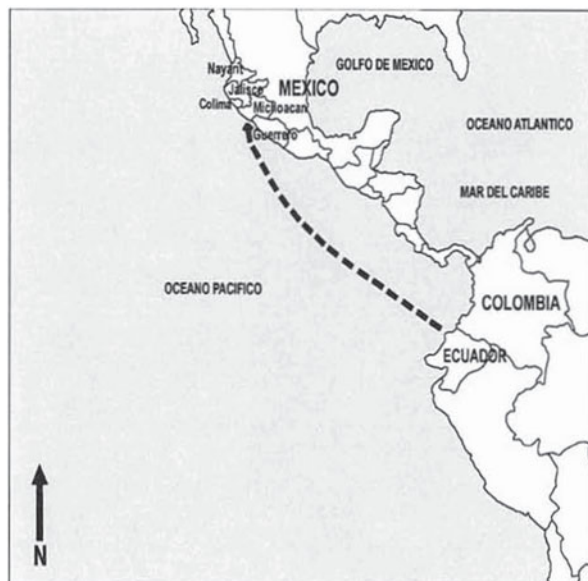 GOLFO DE MEXICO
Nayarit
MEXICO
Jalisco
Colima
Michoacan
OCEANO ATLANTICO
Guerrero
MAR DEL CARIBE
OCEANO PACIFICO
COLOMBIA
ECUADOR
N